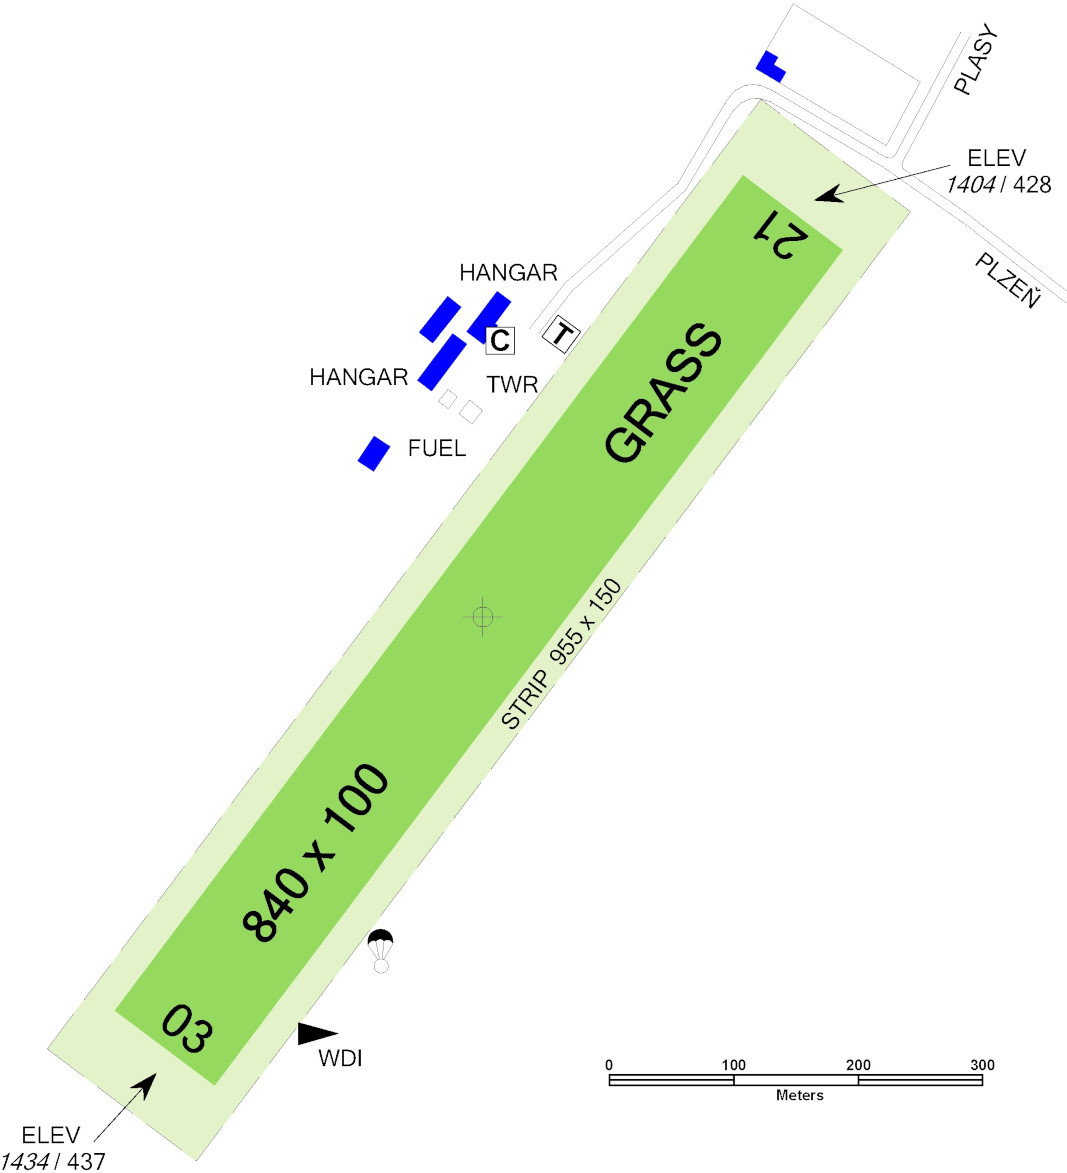 PLASY
ELEV
1404 / 428
21
PLZEŇ
HANGAR
C
T
HANGAR
TWR
GRASS
FUEL
STRIP 955 x 150
840 x 100
03
WDI
0 100 200 300
Meters
ELEV
1434 / 437